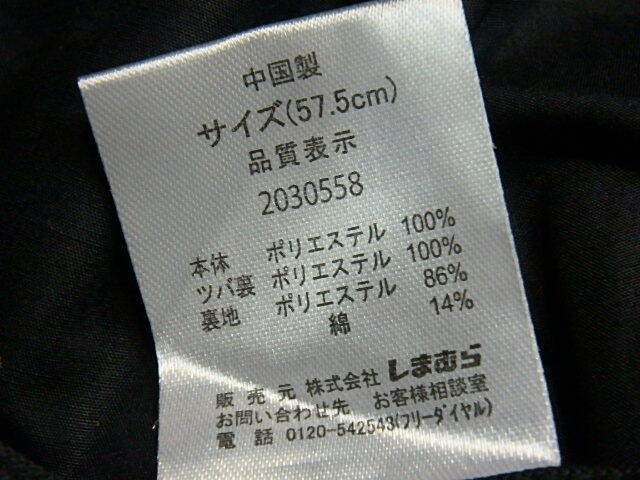 中国製
サイズ(57.5cm)
品質表示
2030558
本体 ポリエステル 100%
ツバ裏 ポリエステル 100%
裏地 ポリエステル 86%
綿 14%
販売元 株式会社 しまむら
お問い合わせ先 お客様相談室
電話 0120-542543(フリーダイヤル)